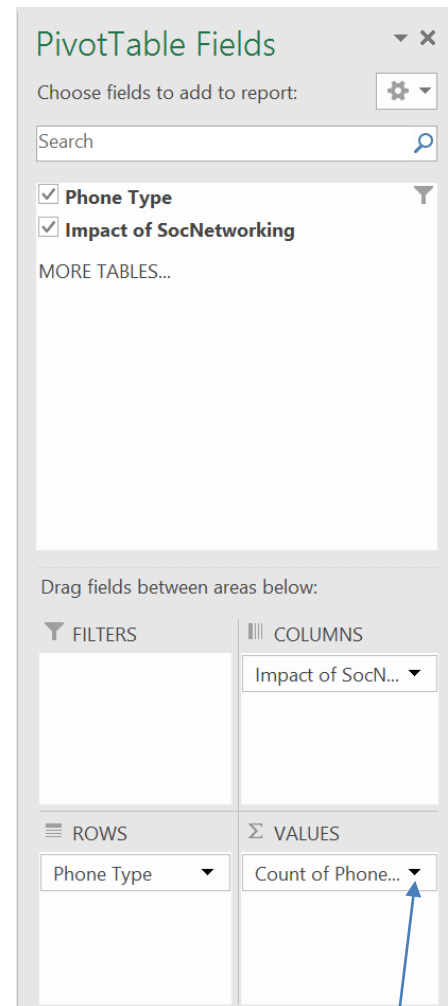 PivotTable Fields
Choose fields to add to report:
Search
Phone Type
Impact of SocNetworking
MORE TABLES...
Drag fields between areas below:
FILTERS
COLUMNS
Impact of SocN...
ROWS
Σ VALUES
Phone Type
Count of Phone...